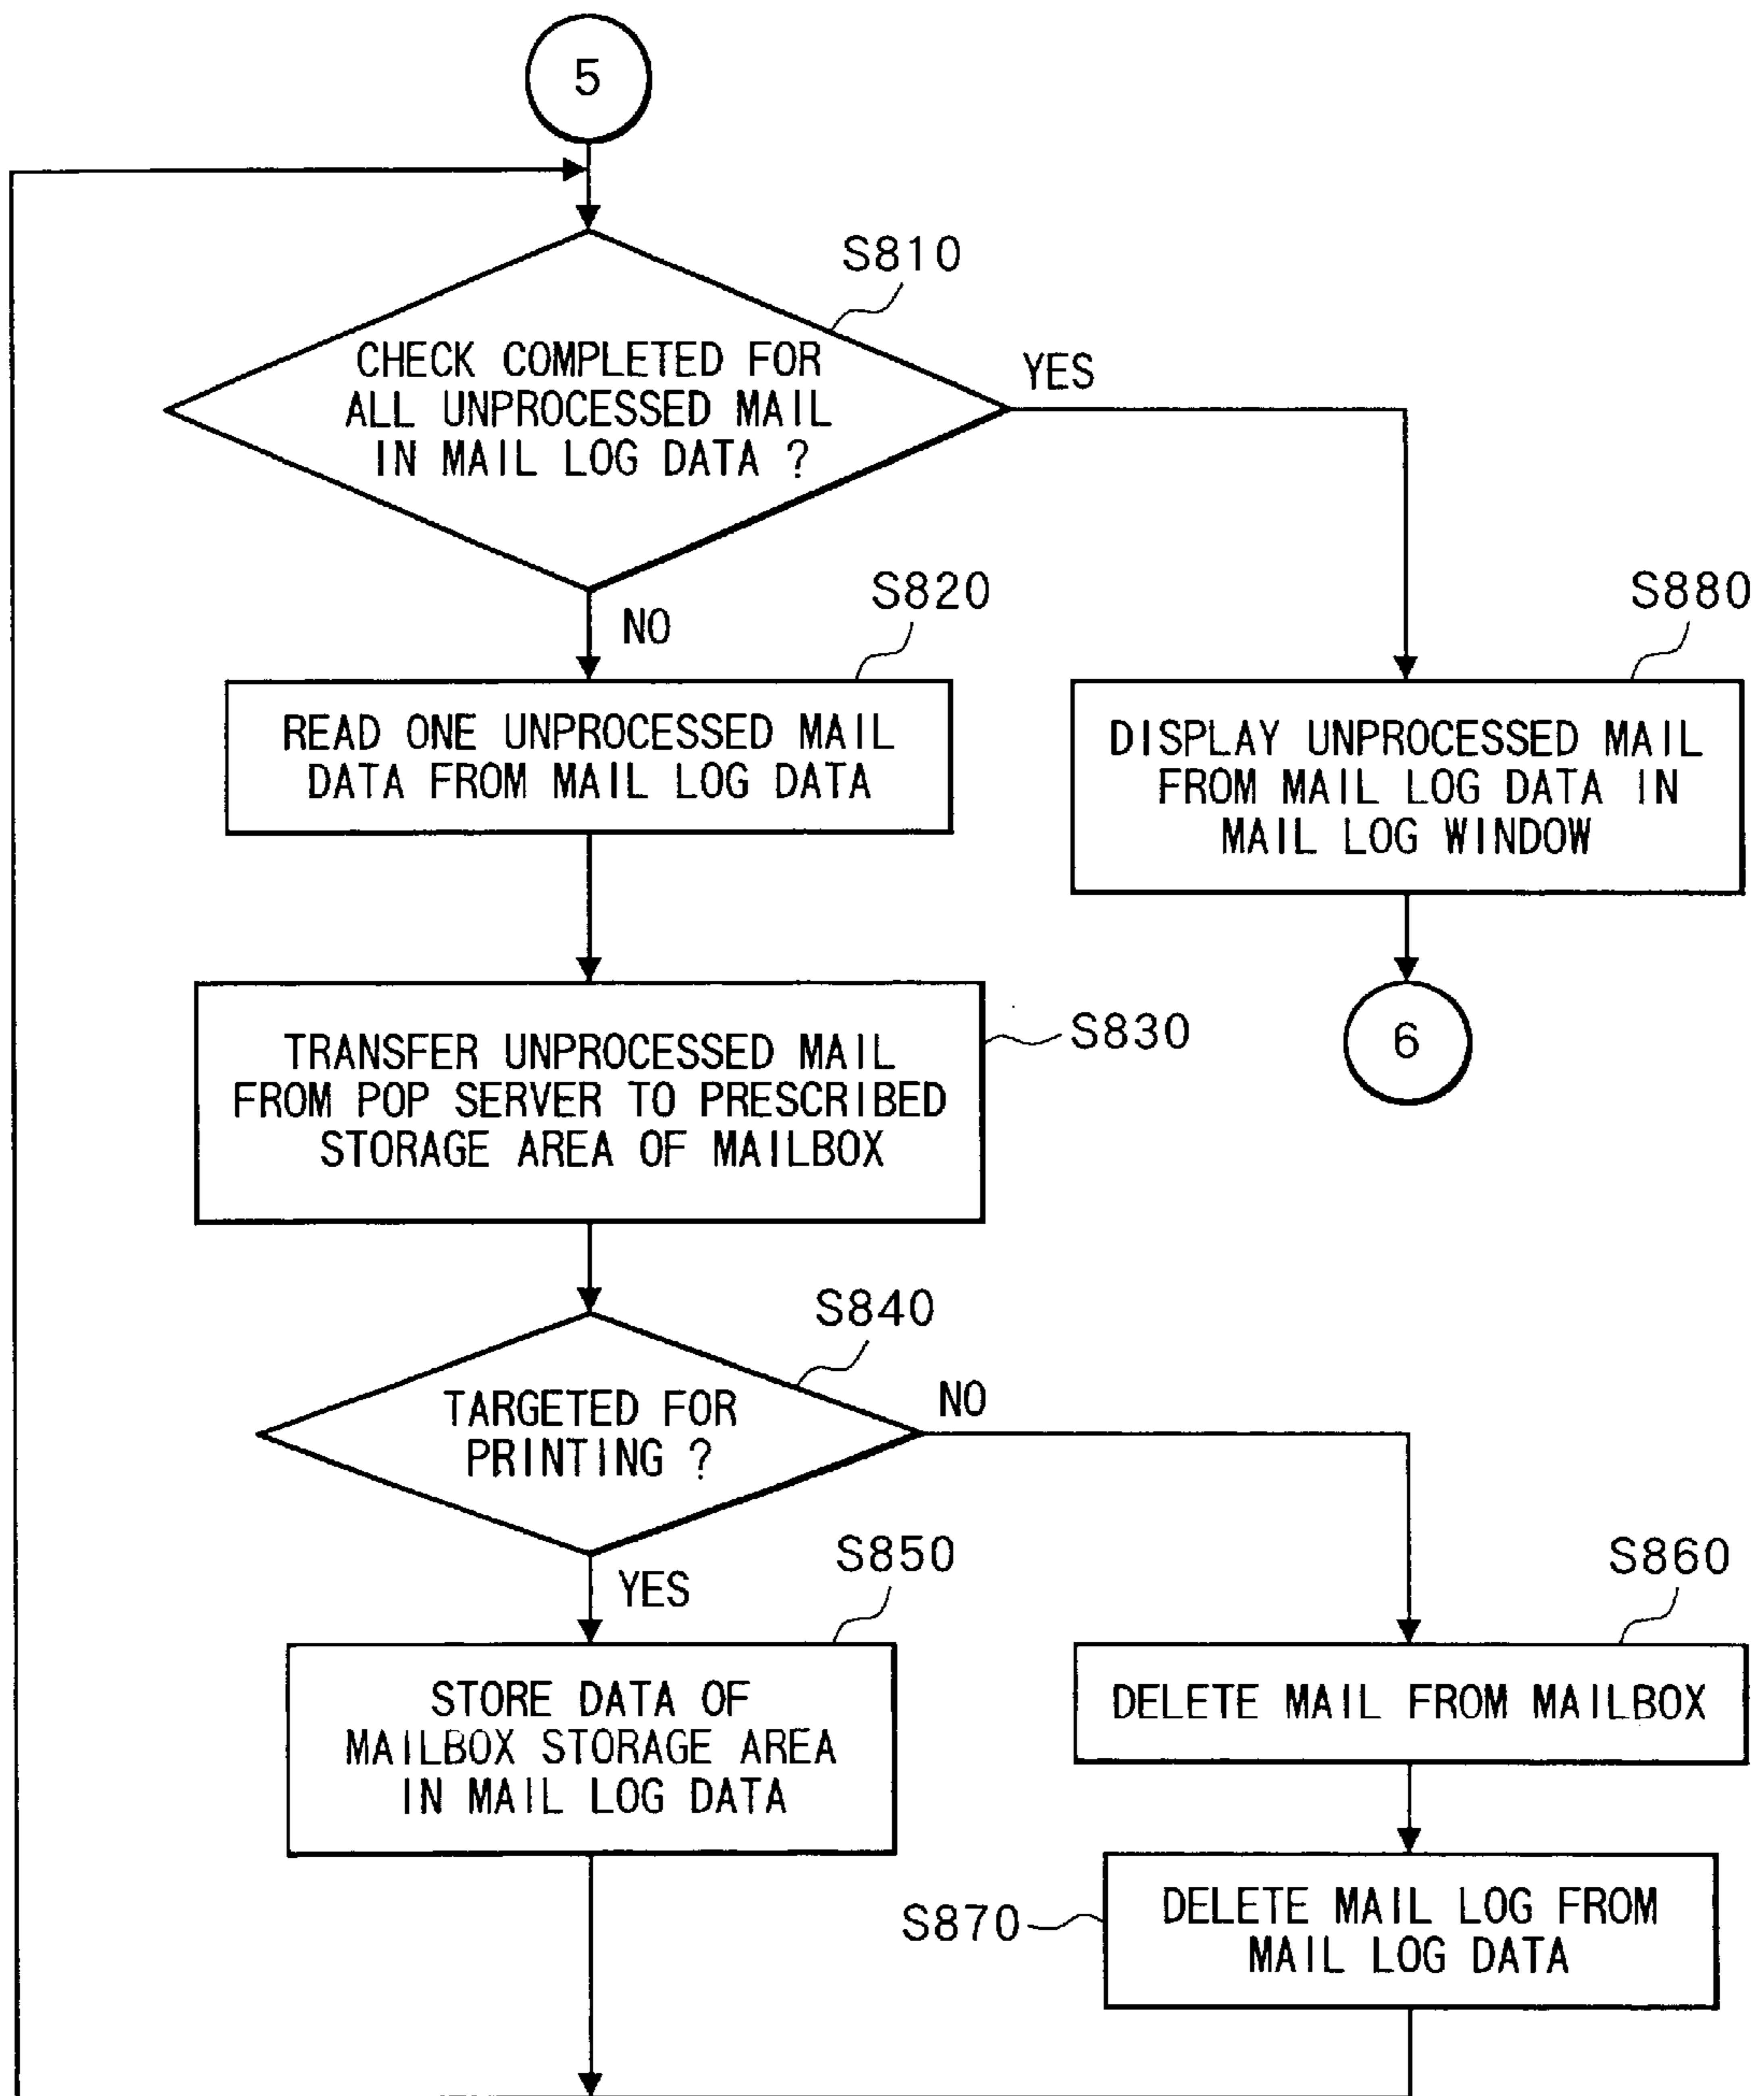 5
S810
CHECK COMPLETED FOR
ALL UNPROCESSED MAIL
IN MAIL LOG DATA ?
YES
NO
S820
READ ONE UNPROCESSED MAIL
DATA FROM MAIL LOG DATA
S880
DISPLAY UNPROCESSED MAIL
FROM MAIL LOG DATA IN
MAIL LOG WINDOW
6
S830
TRANSFER UNPROCESSED MAIL
FROM POP SERVER TO PRESCRIBED
STORAGE AREA OF MAILBOX
S840
TARGETED FOR
PRINTING ?
NO
YES
S850
STORE DATA OF
MAILBOX STORAGE AREA
IN MAIL LOG DATA
S860
DELETE MAIL FROM MAILBOX
S870
DELETE MAIL LOG FROM
MAIL LOG DATA